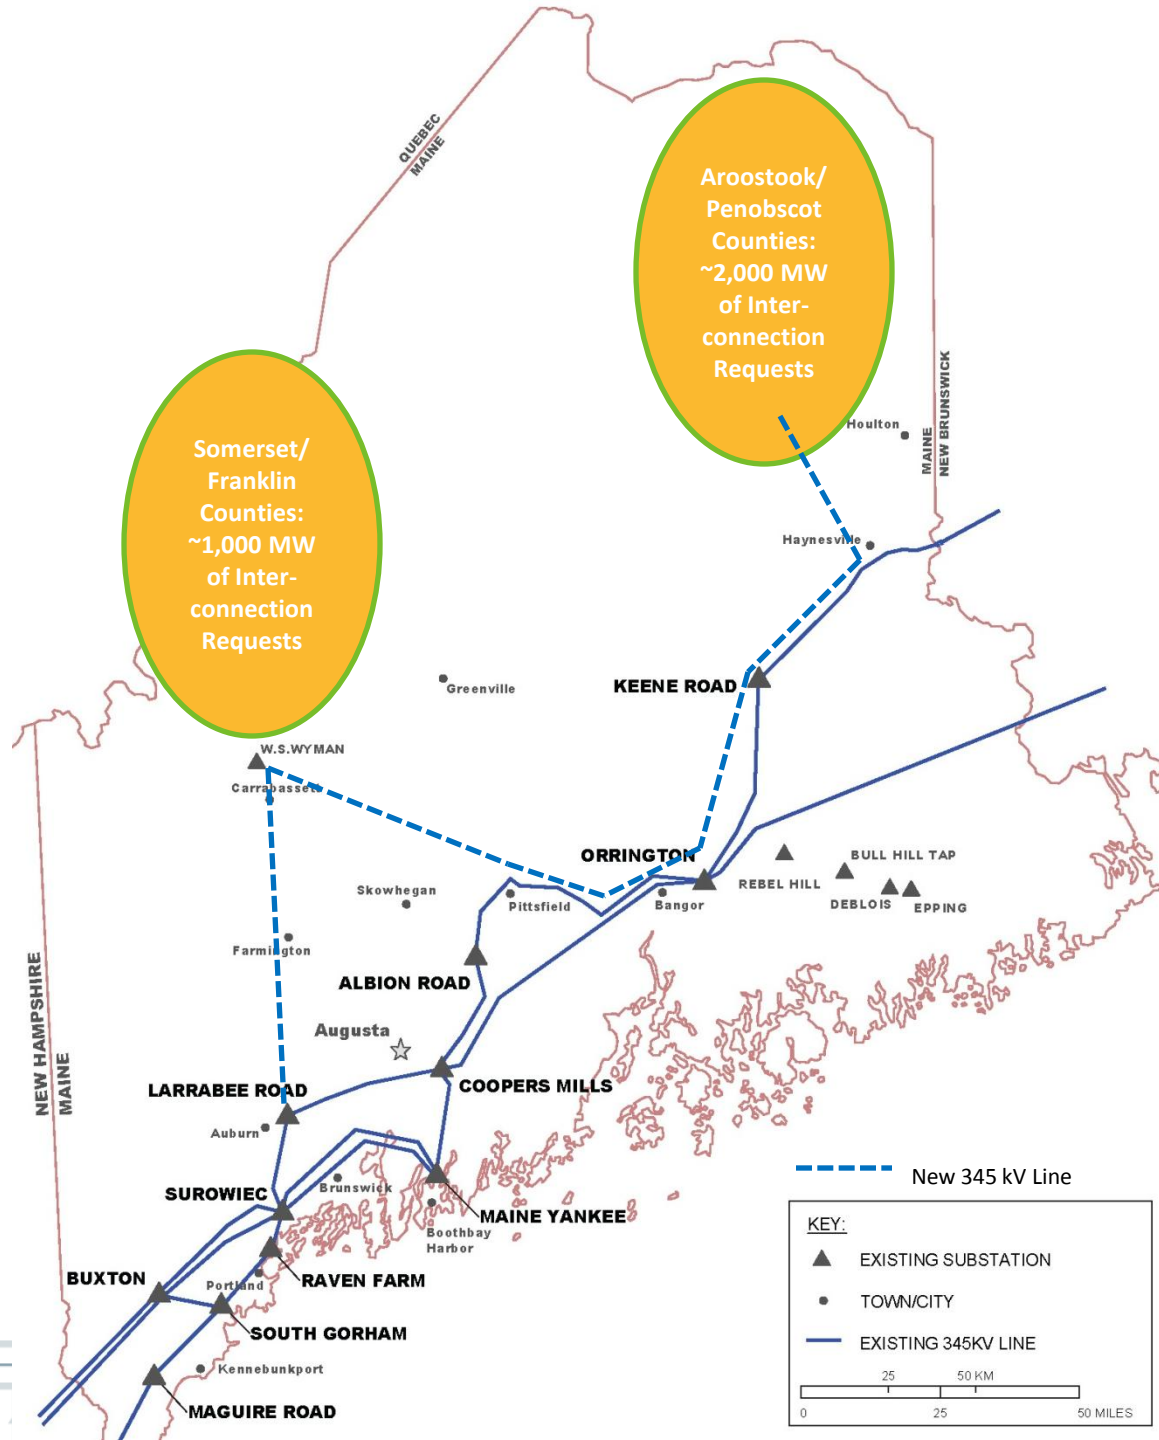 QUEBEC
MAINE
Aroostook/
Penobscot
Counties:
~2,000 MW
of Inter-
connection
Requests
MAINE
NEW BRUNSWICK
Houlton
Somerset/
Franklin
Counties:
~1,000 MW
of Inter-
connection
Requests
Haynesville
KEENE ROAD
Greenville
W.S.WYMAN
Carrabassett
ORRINGTON
REBEL HILL
BULL HILL TAP
DEBLOIS
EPPING
Skowhegan
Pittsfield
Bangor
Farmington
ALBION ROAD
NEW HAMPSHIRE
MAINE
Augusta
COOPERS MILLS
LARRABEE ROAD
Auburn
SUROWIEC
Brunswick
MAINE YANKEE
Boothbay
Harbor
BUXTON
Portland
RAVEN FARM
SOUTH GORHAM
Kennebunkport
MAGUIRE ROAD
New 345 kV Line
KEY:
EXISTING SUBSTATION
TOWN/CITY
EXISTING 345KV LINE
25 50 KM
0 25 50 MILES